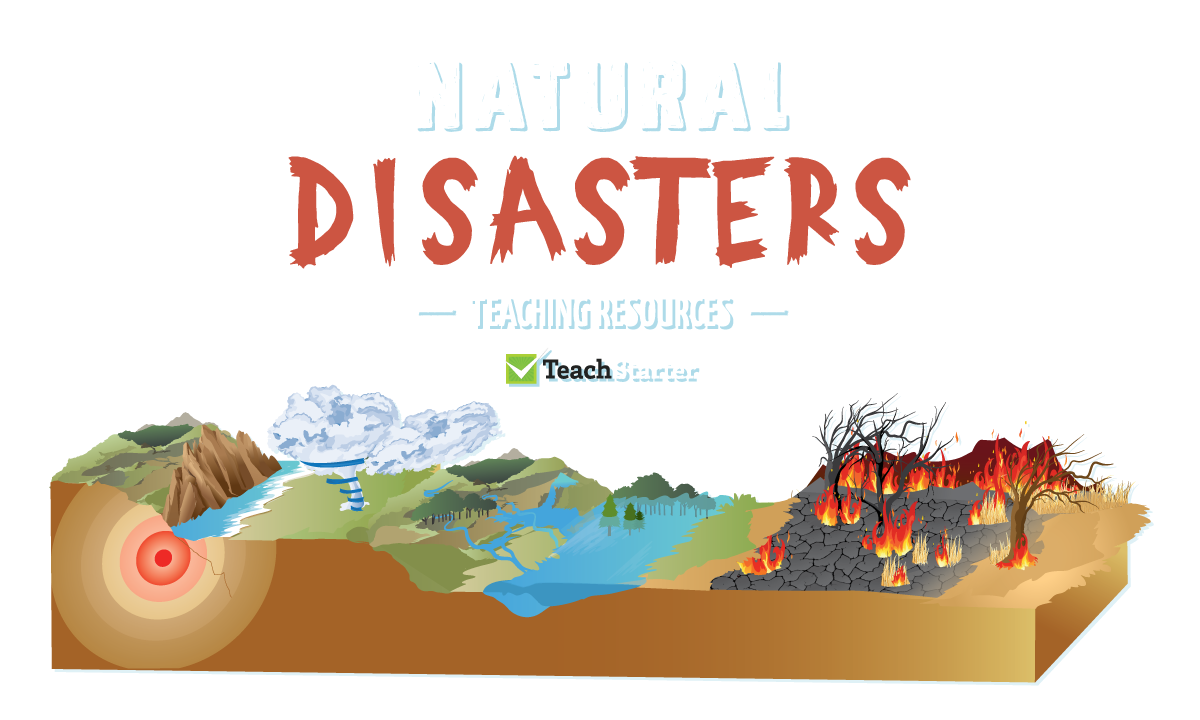 NATURAL
DISASTERS
— TEACHING RESOURCES —
TeachStarter